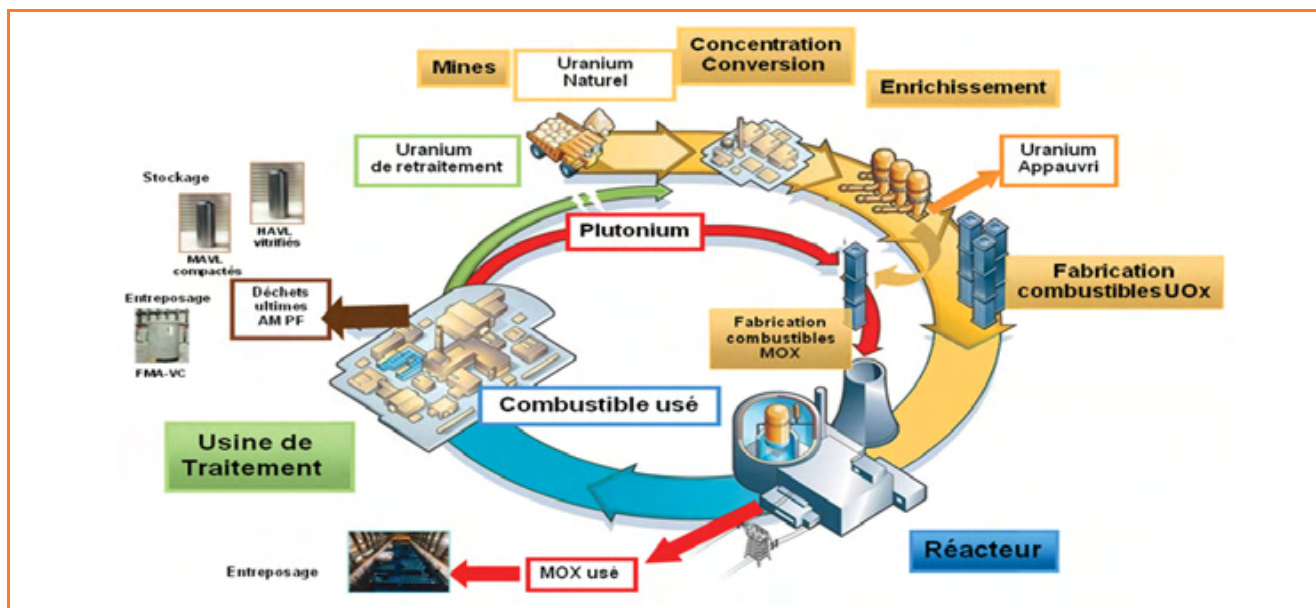 Mines
Uranium
Naturel
Concentration
Conversion
Enrichissement
Uranium
de retraitement
Uranium
Appauvri
Stockage
HAVL
vitrifiés
MAVL
compactés
Plutonium
Fabrication
combustibles UOx
Entreposage
FMA-VC
Déchets
ultimes
AM PF
Fabrication
combustibles
MOX
Combustible usé
Usine de
Traitement
Réacteur
Entreposage
MOX usé